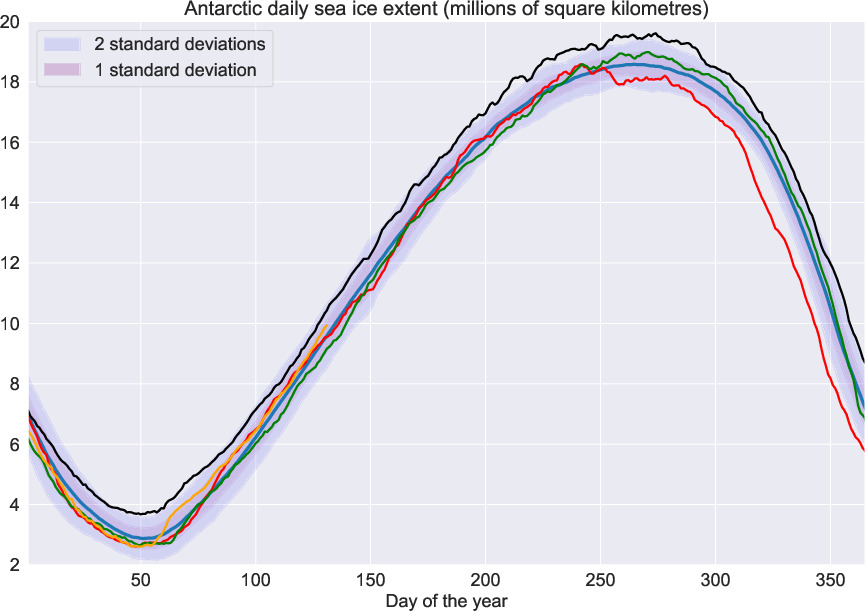 Antarctic daily sea ice extent (millions of square kilometres)
20
2 standard deviations
1 standard deviation
18
16
14
12
10
8
6
4
2
50 100 150 200 250 300 350
Day of the year